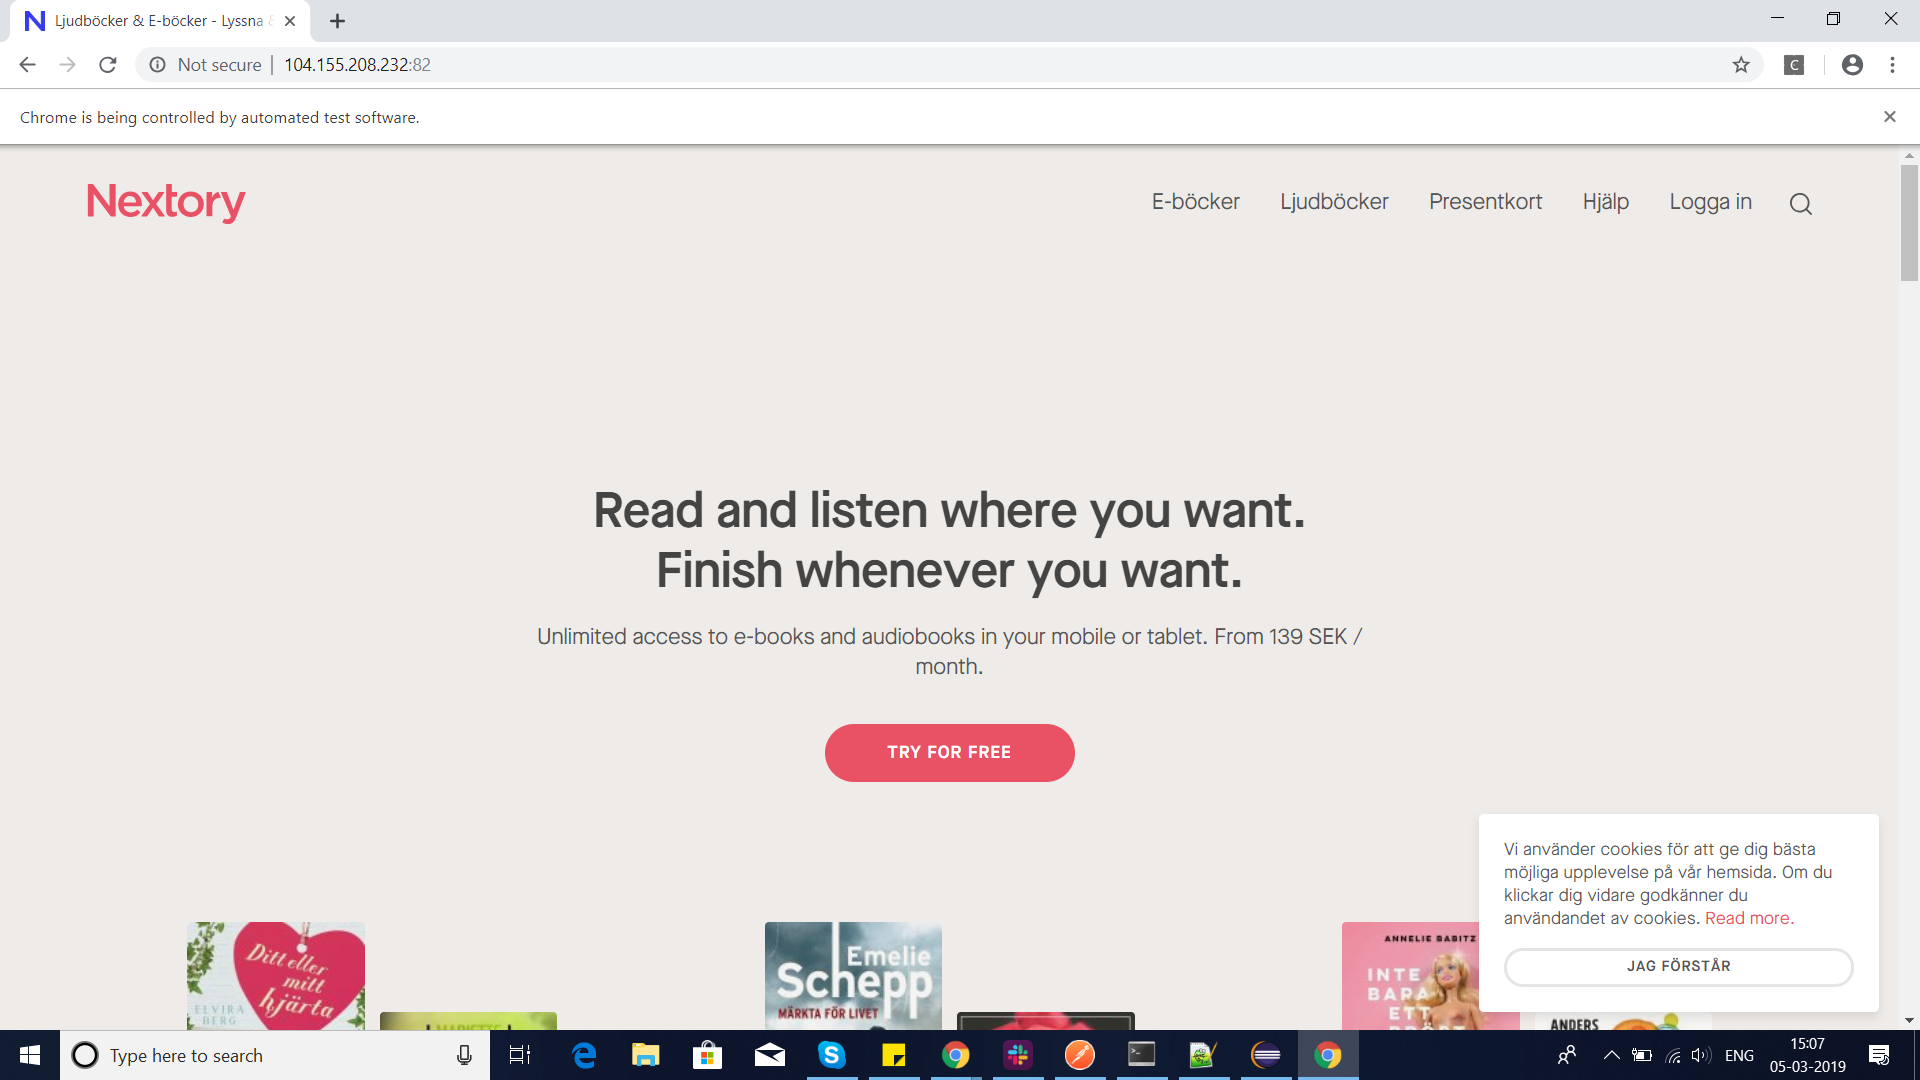 Ljudböcker & E-böcker - Lyssna &
Not secure | 104.155.208.232:82
C
Chrome is being controlled by automated test software.
Nextory
E-böcker Ljudböcker Presentkort Hjälp Logga in
Read and listen where you want.
Finish whenever you want.
Unlimited access to e-books and audiobooks in your mobile or tablet. From 139 SEK /
month.
TRY FOR FREE
Vi använder cookies för att ge dig bästa
möjliga upplevelse på vår hemsida. Om du
klickar dig vidare godkänner du
användandet av cookies. Read more.
JAG FÖRSTÅR
Ditt eller
mitt
hjärta
ELVIRA
BERG
MARIETTE
Emelie
Schepp
MÄRKTA FÖR LIVET
ANNELIE BABITZ
INTE
BARA
ETT
ANDERS
Type here to search
ENG
15:07
05-03-2019